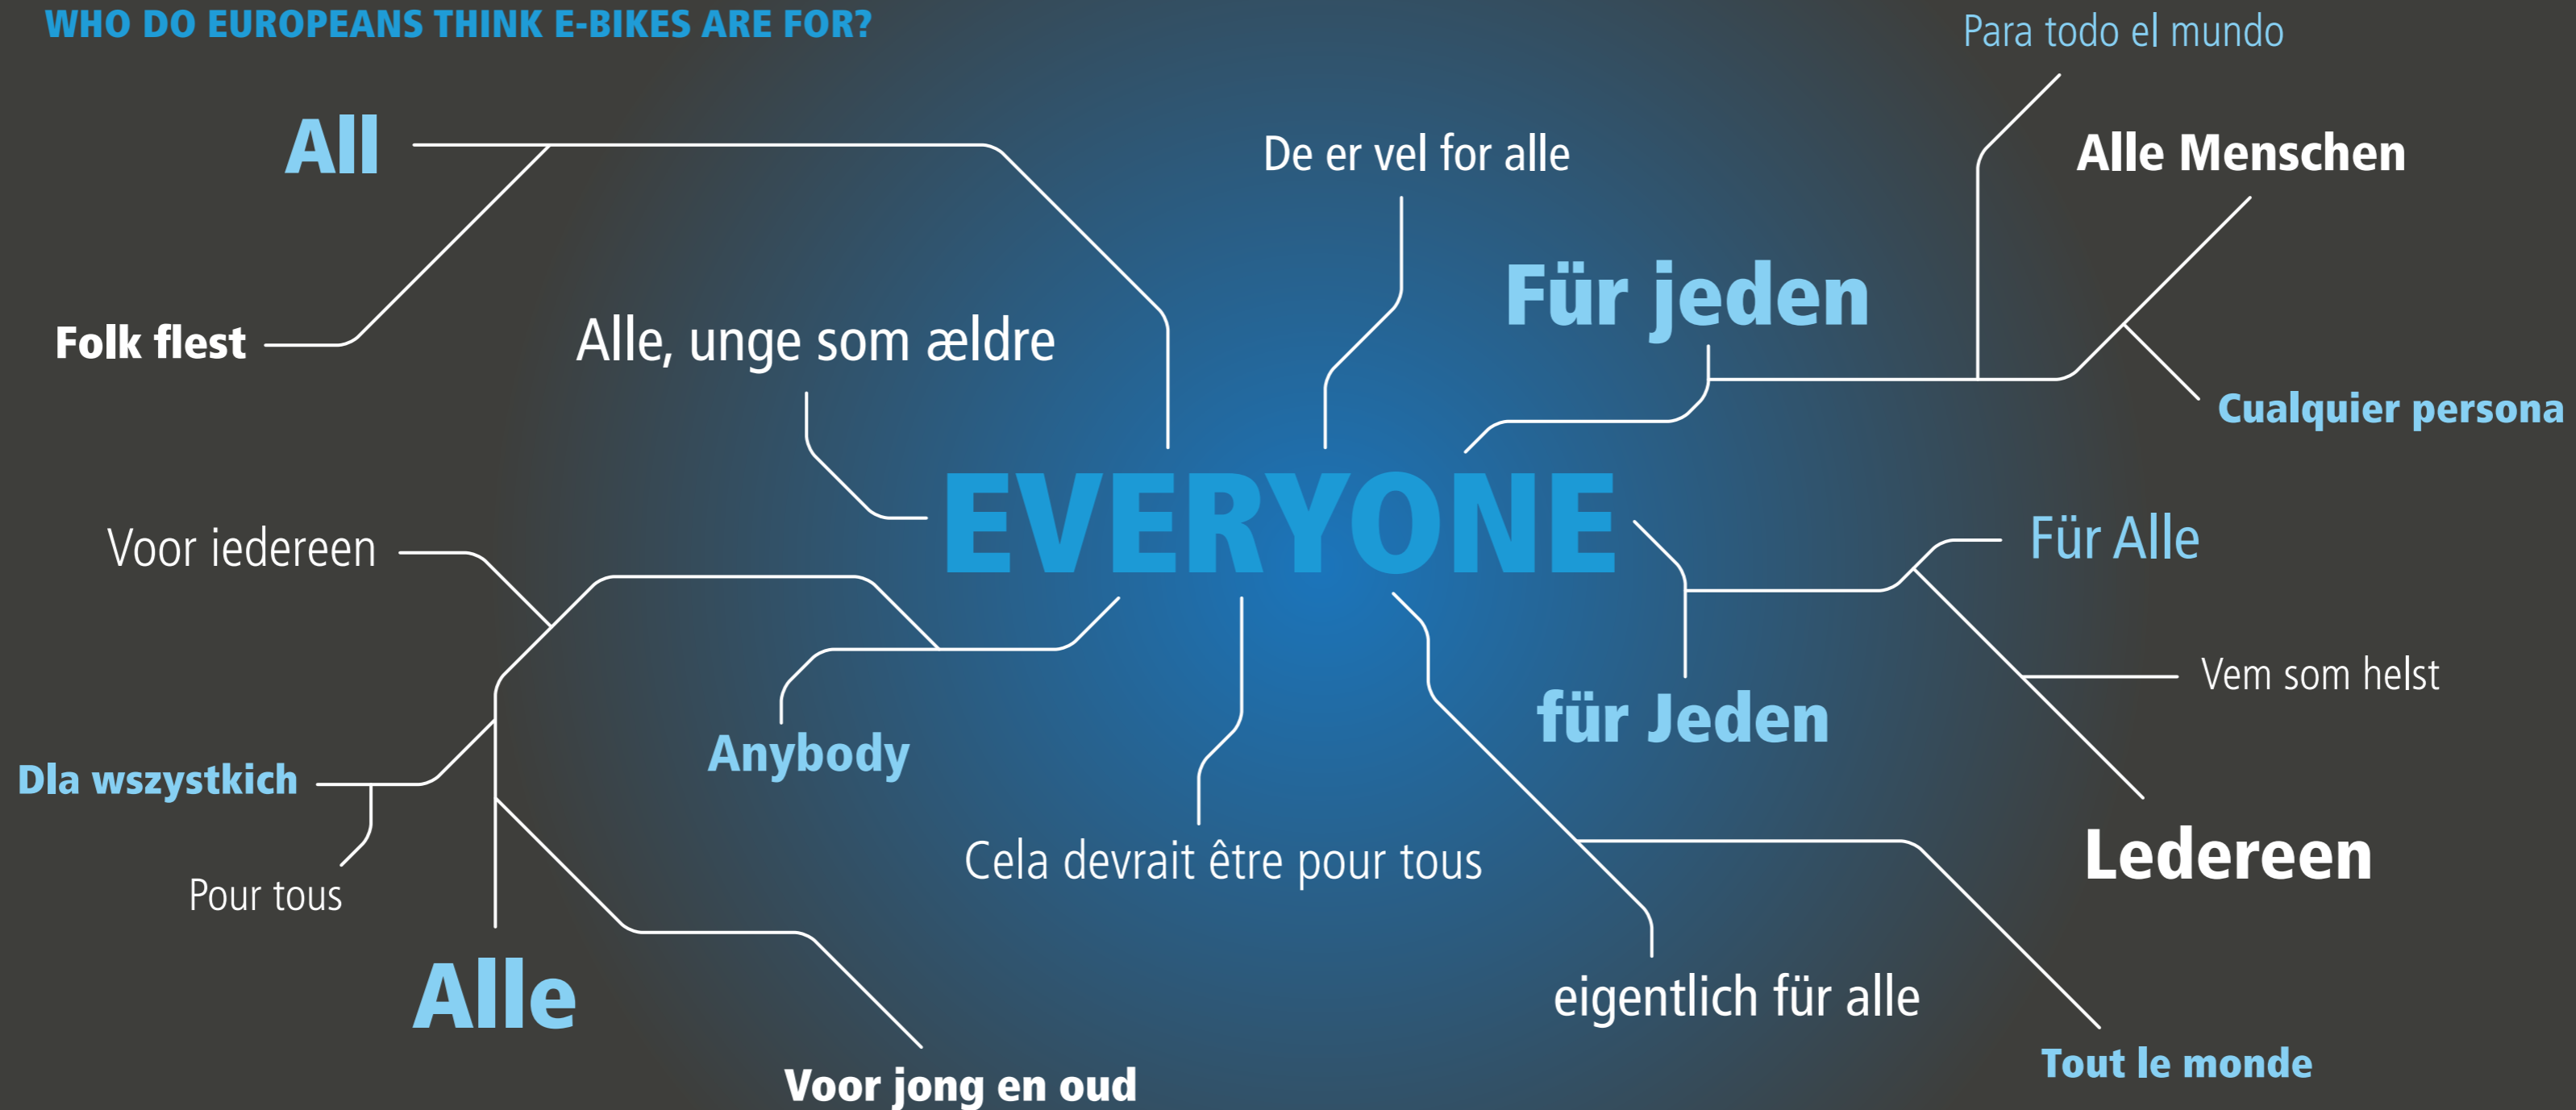 WHO DO EUROPEANS THINK E-BIKES ARE FOR?
Para todo el mundo
All
De er vel for alle
Alle Menschen
Für jeden
Folk flest
Alle, unge som ældre
Cualquier persona
EVERYONE
Voor iedereen
Für Alle
Vem som helst
für Jeden
Anybody
Dla wszystkich
Ledereen
Cela devrait être pour tous
Pour tous
Alle
eigentlich für alle
Tout le monde
Voor jong en oud